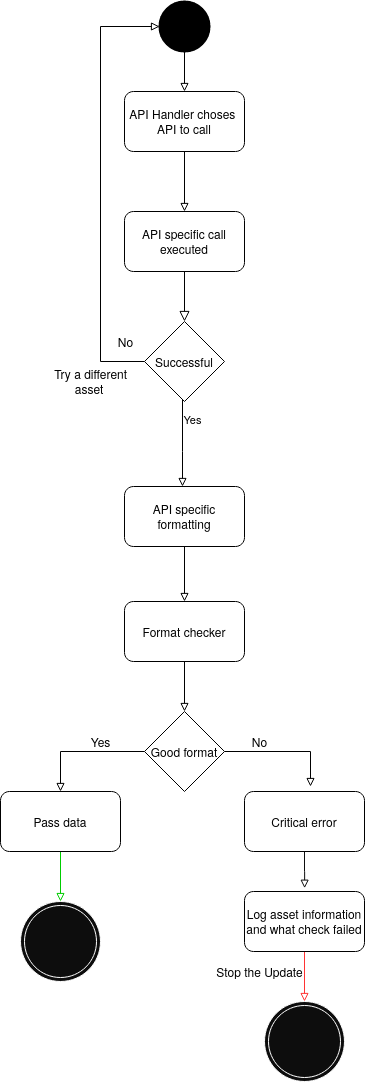 API Handler choses
API to call
API specific call
executed
Successful
No
Try a different
asset
Yes
API specific
formatting
Format checker
Good format
Yes
No
Pass data
Critical error
Log asset information
and what check failed
Stop the Update